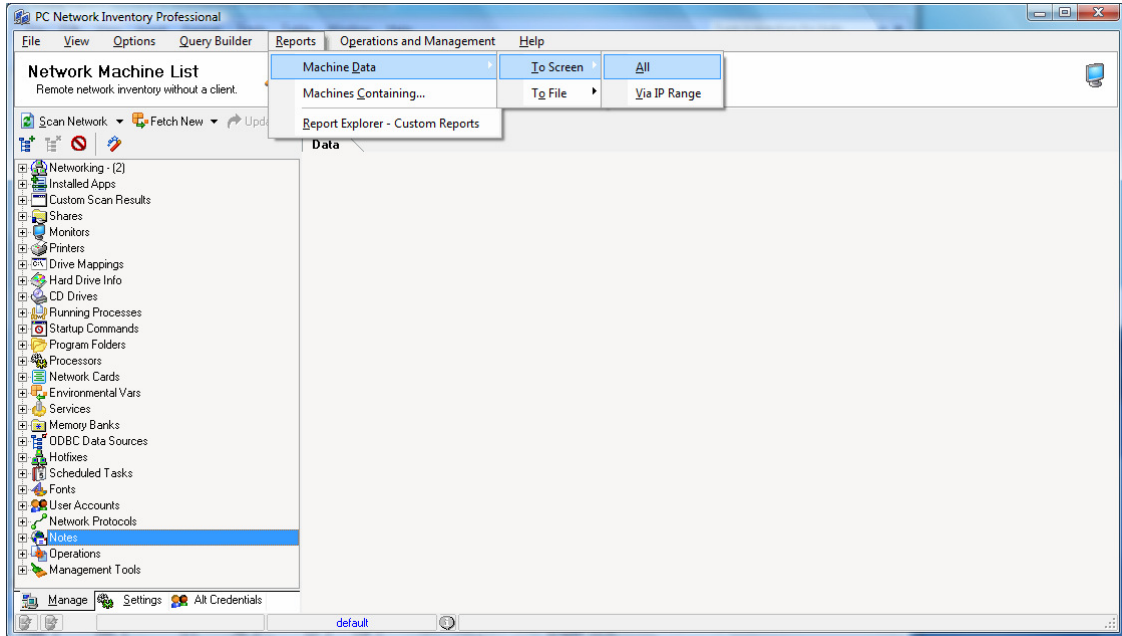 PC Network Inventory Professional
File View Options Query Builder Reports Operations and Management Help
Network Machine List
Remote network inventory without a client.
Machine Data
Machines Containing...
Report Explorer - Custom Reports
To Screen
To File
All
Via IP Range
Scan Network Fetch New Upda
Data
Networking - (2)
Installed Apps
Custom Scan Results
Shares
Monitors
Printers
Drive Mappings
Hard Drive Info
CD Drives
Running Processes
Startup Commands
Program Folders
Processors
Network Cards
Environmental Vars
Services
Memory Banks
ODBC Data Sources
Hotfixes
Scheduled Tasks
Fonts
User Accounts
Network Protocols
Notes
Operations
Management Tools
Manage Settings Alt Credentials
default